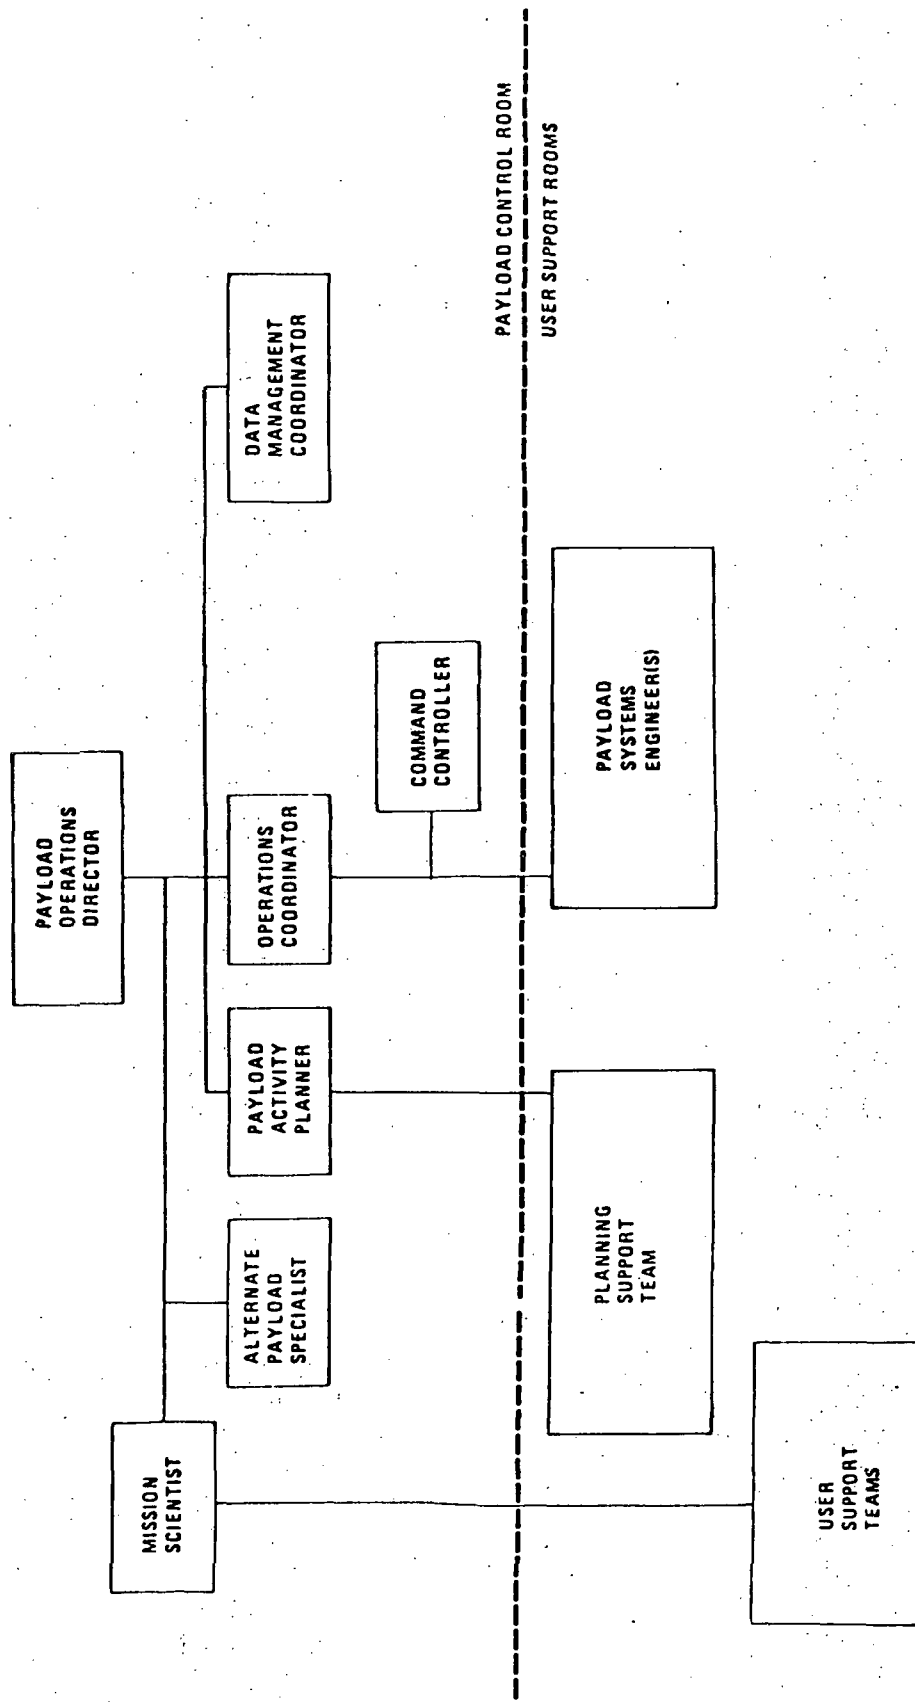 PAYLOAD
OPERATIONS
DIRECTOR
MISSION
SCIENTIST
ALTERNATE
PAYLOAD
SPECIALIST
PAYLOAD
ACTIVITY
PLANNER
OPERATIONS
COORDINATOR
DATA
MANAGEMENT
COORDINATOR
COMMAND
CONTROLLER
PAYLOAD CONTROL ROOM
USER SUPPORT ROOMS
PLANNING
SUPPORT
TEAM
PAYLOAD
SYSTEMS
ENGINEER(S)
USER
SUPPORT
TEAMS